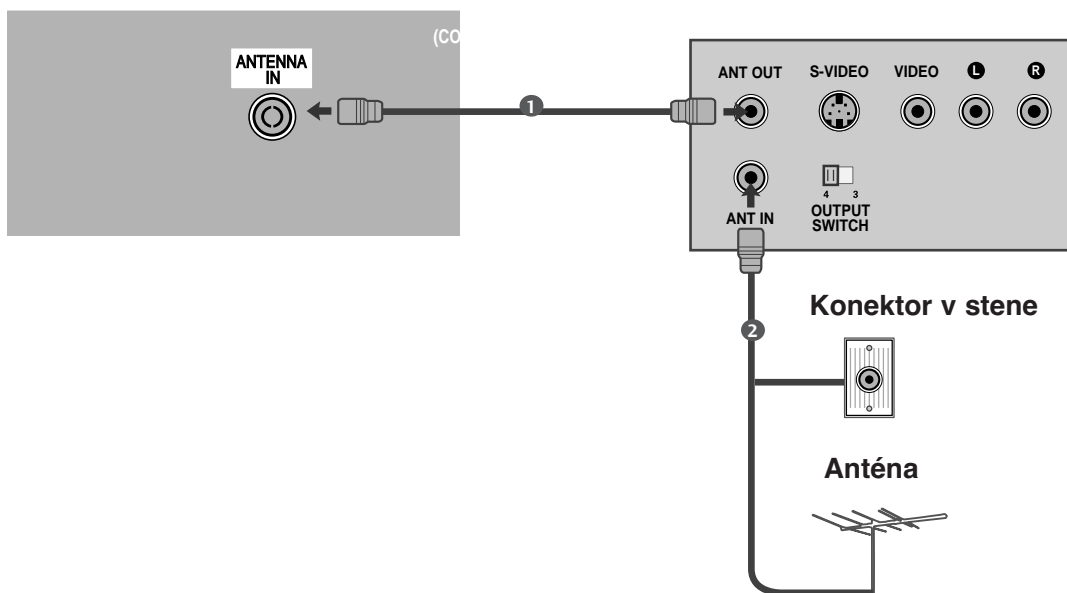 (CO
ANTENNA
IN
ANT OUT S-VIDEO VIDEO L R
1
4 3
ANT IN
OUTPUT
SWITCH
Konektor v stene
2
Anténa